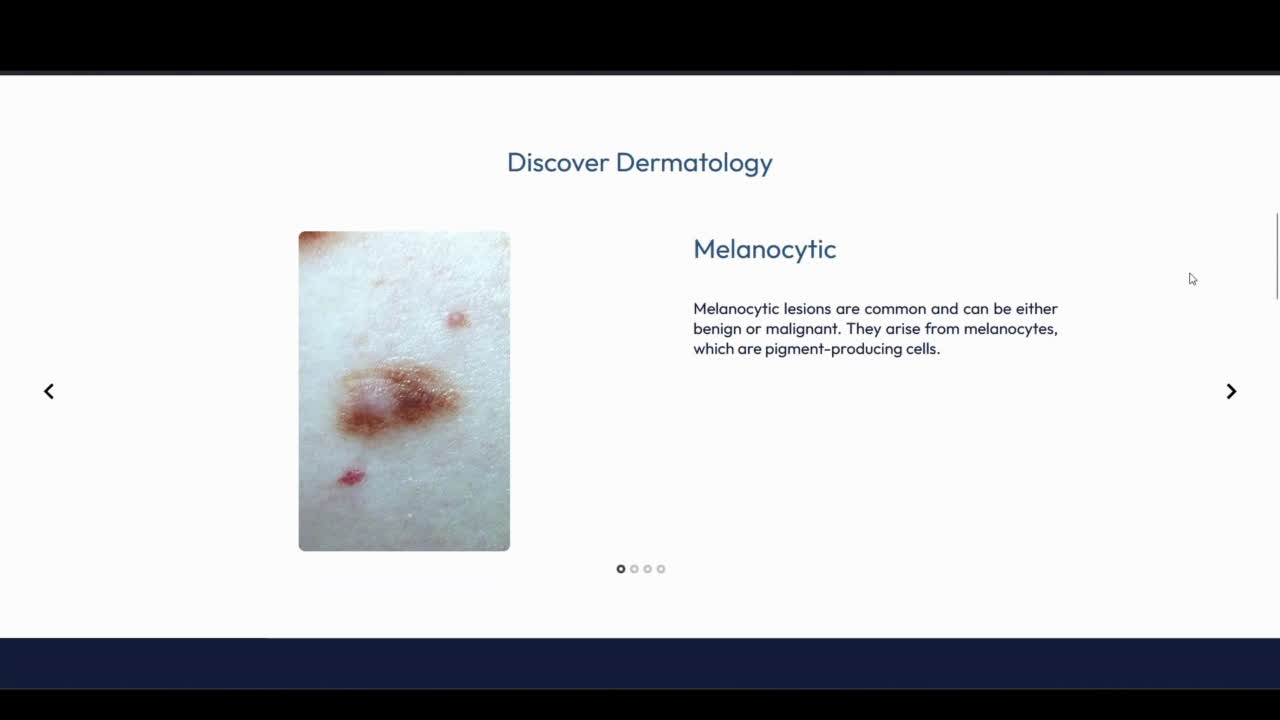 Discover Dermatology
Melanocytic
Melanocytic lesions are common and can be either
benign or malignant. They arise from melanocytes,
which are pigment-producing cells.